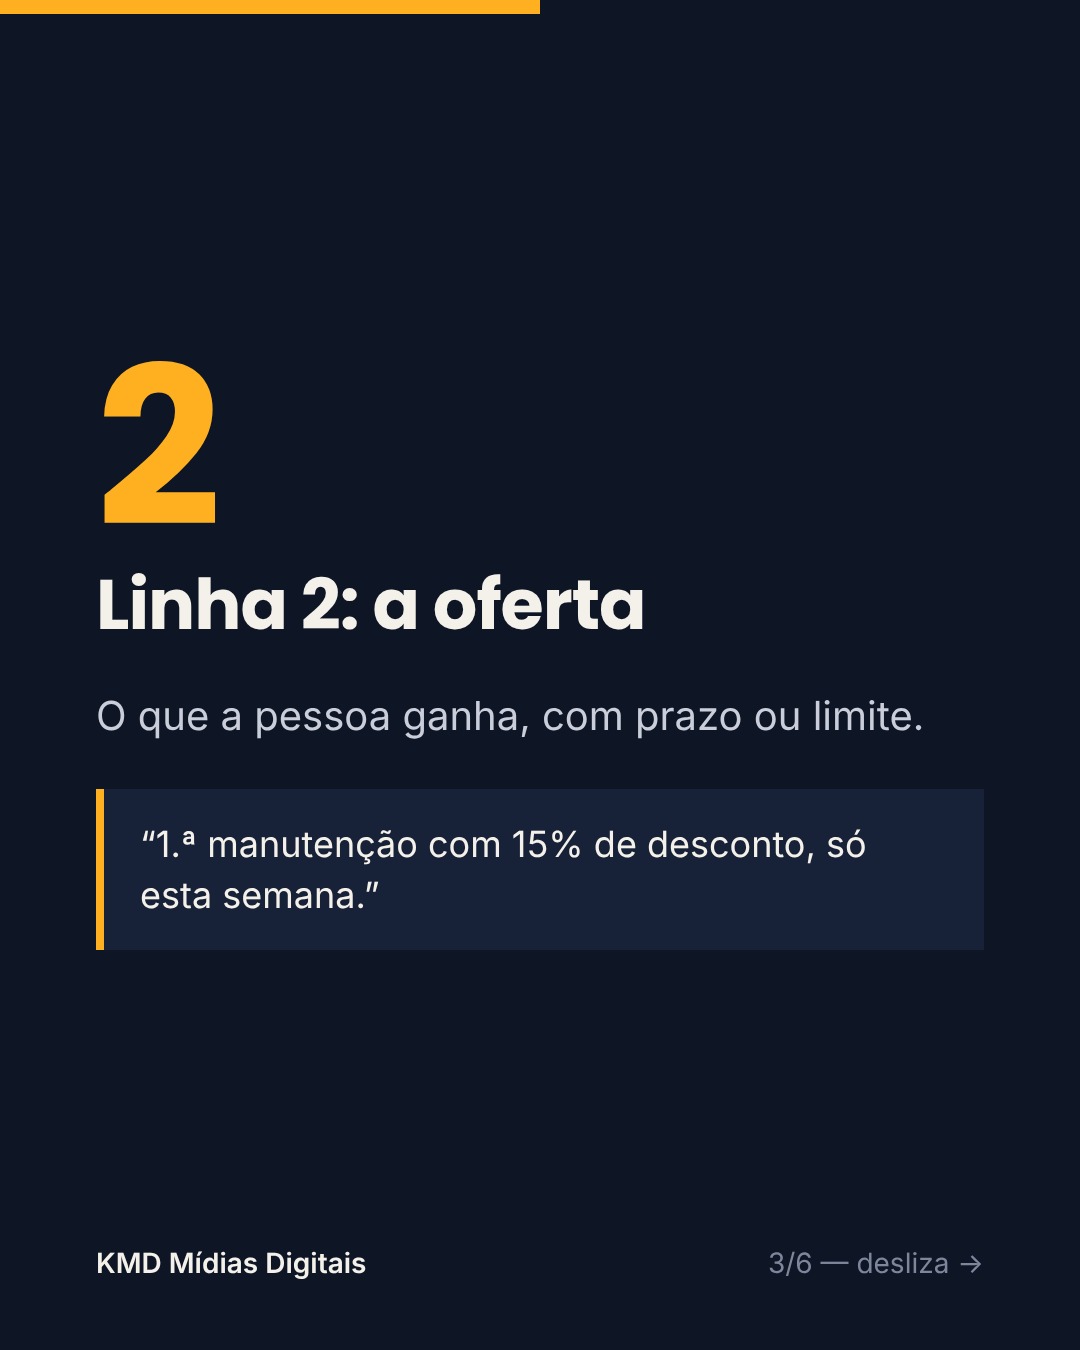 2
Linha 2: a oferta
O que a pessoa ganha, com prazo ou limite.
“1.ª manutenção com 15% de desconto, só
esta semana.”
KMD Mídias Digitais
3/6 — desliza →